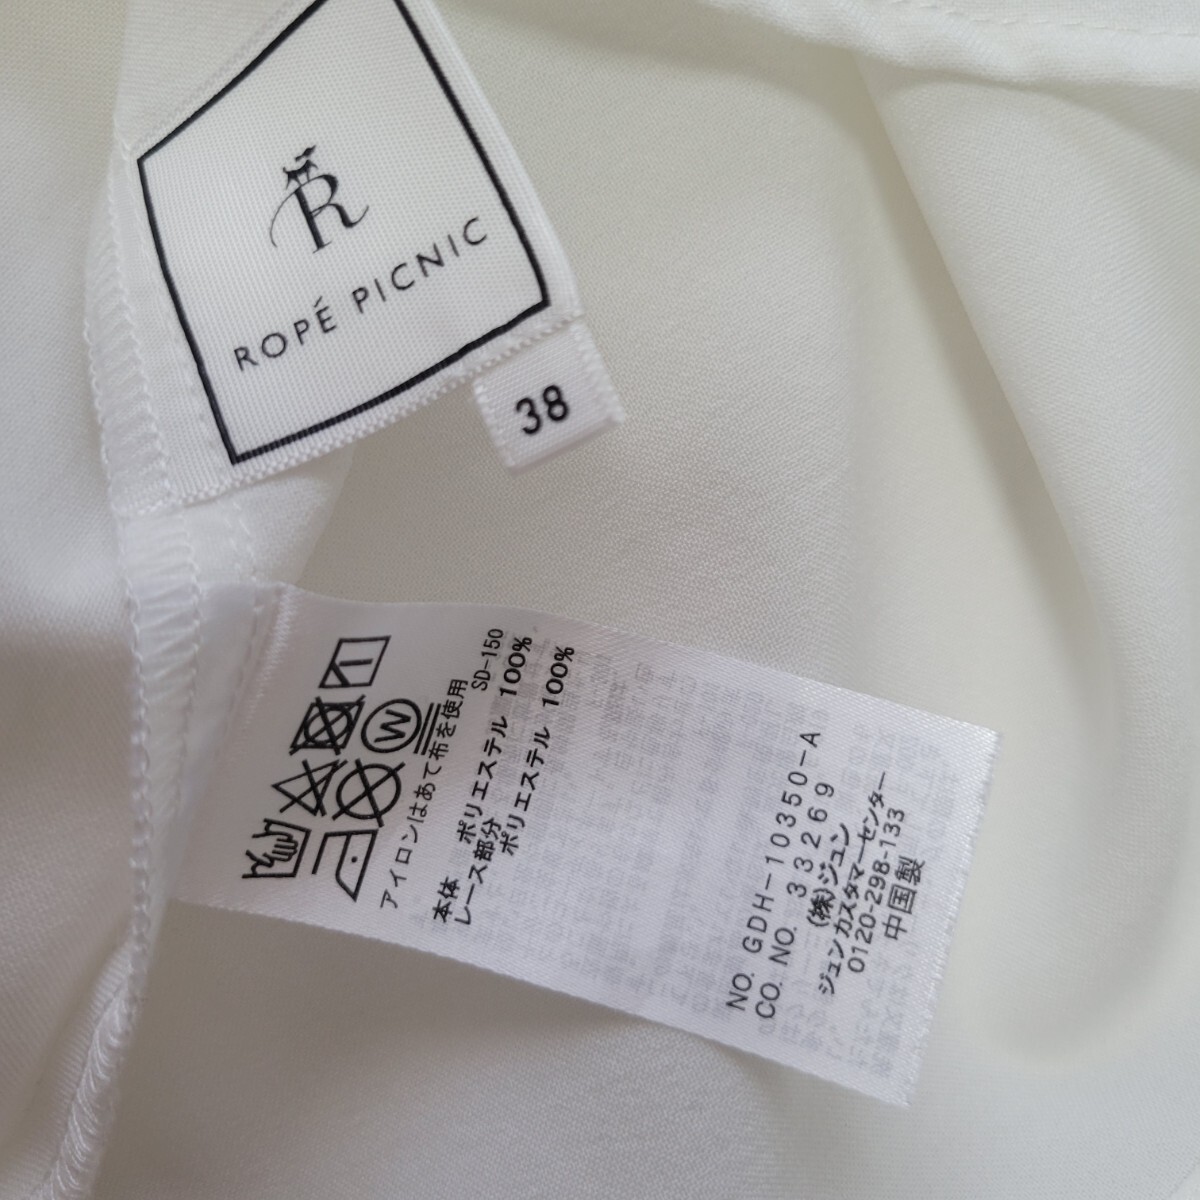 R
ROPÉ PICNIC
38
W
アイロンはあて布を使用
SD-150
本体 ポリエステル 100%
レース部分
ポリエステル 100%
NO. GDH-10350-A
CO. NO. 33269
(株)ジュン
ジュンカスタマーセンター
0120-298-133
中国製